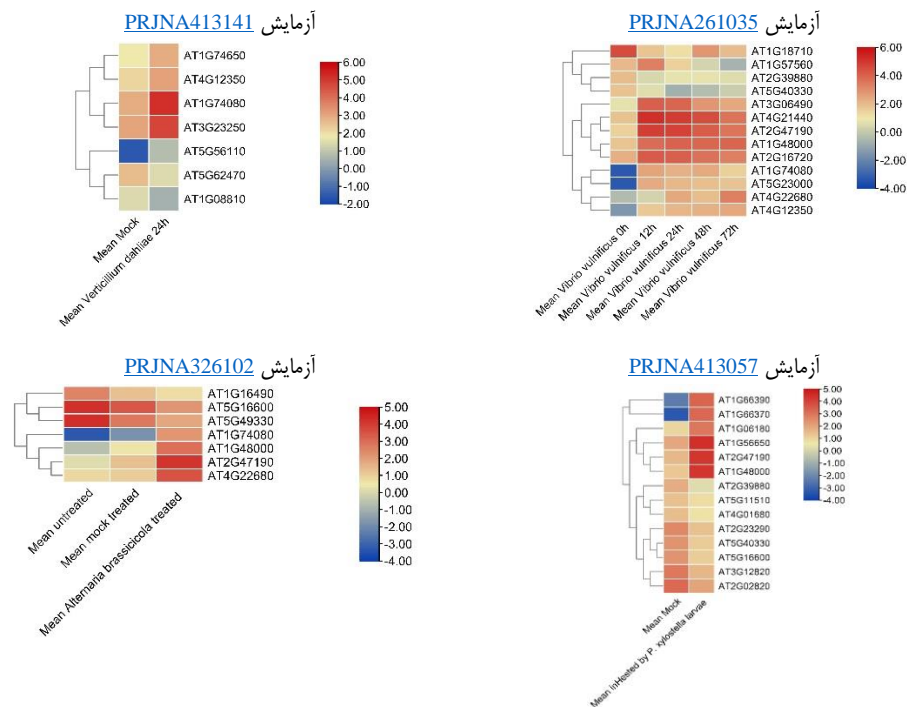 آزمایش PRJNA413141
AT1G74650
AT4G12350
AT1G74080
AT3G23250
AT5G56110
AT5G62470
AT1G08810
6.00
5.00
4.00
3.00
2.00
1.00
0.00
-1.00
-2.00
Mean Mock
Mean Verticillium dahliae 24h
آزمایش PRJNA261035
AT1G18710
AT1G57560
AT2G39880
AT5G40330
AT3G06490
AT4G21440
AT2G47190
AT1G48000
AT2G16720
AT1G74080
AT5G23000
AT4G22680
AT4G12350
6.00
4.00
2.00
0.00
-2.00
-4.00
Mean Vibrio vulnificus 0h
Mean Vibrio vulnificus 12h
Mean Vibrio vulnificus 24h
Mean Vibrio vulnificus 48h
Mean Vibrio vulnificus 72h
آزمایش PRJNA326102
AT1G16490
AT5G16600
AT5G49330
AT1G74080
AT1G48000
AT2G47190
AT4G22680
5.00
4.00
3.00
2.00
1.00
0.00
-1.00
-2.00
-3.00
-4.00
Mean untreated
Mean mock treated
Mean Alternaria brassicicola treated
آزمایش PRJNA413057
AT1G66390
AT1G66370
AT1G06180
AT1G56650
AT2G47190
AT1G48000
AT2G39880
AT5G11510
AT4G01680
AT2G23290
AT5G40330
AT5G16600
AT3G12820
AT2G02820
5.00
4.00
3.00
2.00
1.00
0.00
-1.00
-2.00
-3.00
-4.00
Mean Mock
Mean infested by P. xylostella larvae